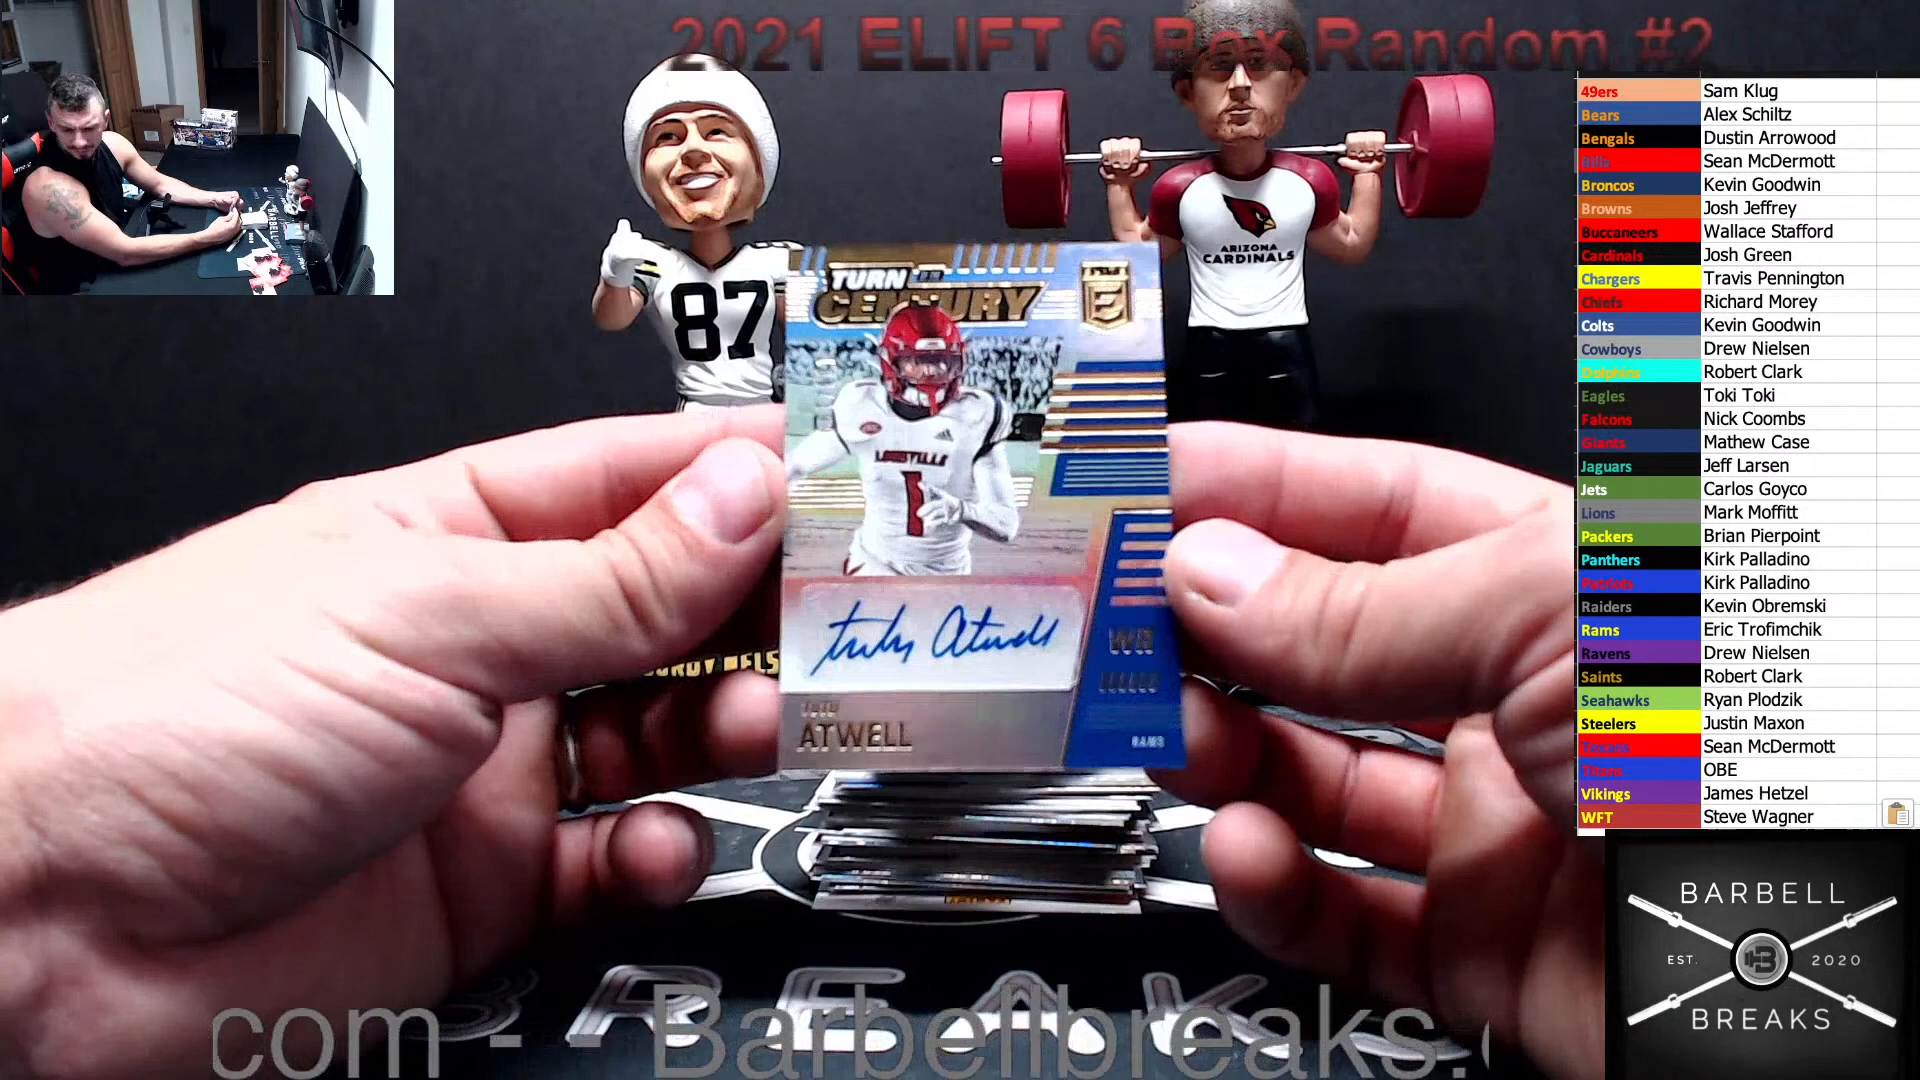 2021 ELIFT 6 Box Random #2
49ers Sam Klug
Bears Alex Schiltz
Bengals Dustin Arrowood
Bills Sean McDermott
Broncos Kevin Goodwin
Browns Josh Jeffrey
Buccaneers Wallace Stafford
Cardinals Josh Green
Chargers Travis Pennington
Chiefs Richard Morey
Colts Kevin Goodwin
Cowboys Drew Nielsen
Dolphins Robert Clark
Eagles Toki Toki
Falcons Nick Coombs
Giants Mathew Case
Jaguars Jeff Larsen
Jets Carlos Goyco
Lions Mark Moffitt
Packers Brian Pierpoint
Panthers Kirk Palladino
Patriots Kirk Palladino
Raiders Kevin Obremski
Rams Eric Trofimchik
Ravens Drew Nielsen
Saints Robert Clark
Seahawks Ryan Plodzik
Steelers Justin Maxon
Texans Sean McDermott
Titans OBE
Vikings James Hetzel
WFT Steve Wagner
87
ARIZONA
CARDINALS
TURN OF THE
CENTURY
E
LOUISVILLE
1
Tutu Atwell
WR
TUTU
ATWELL
BARBELL
EST. B 2020
BREAKS
BREAKS
com - - Barbellbreaks.